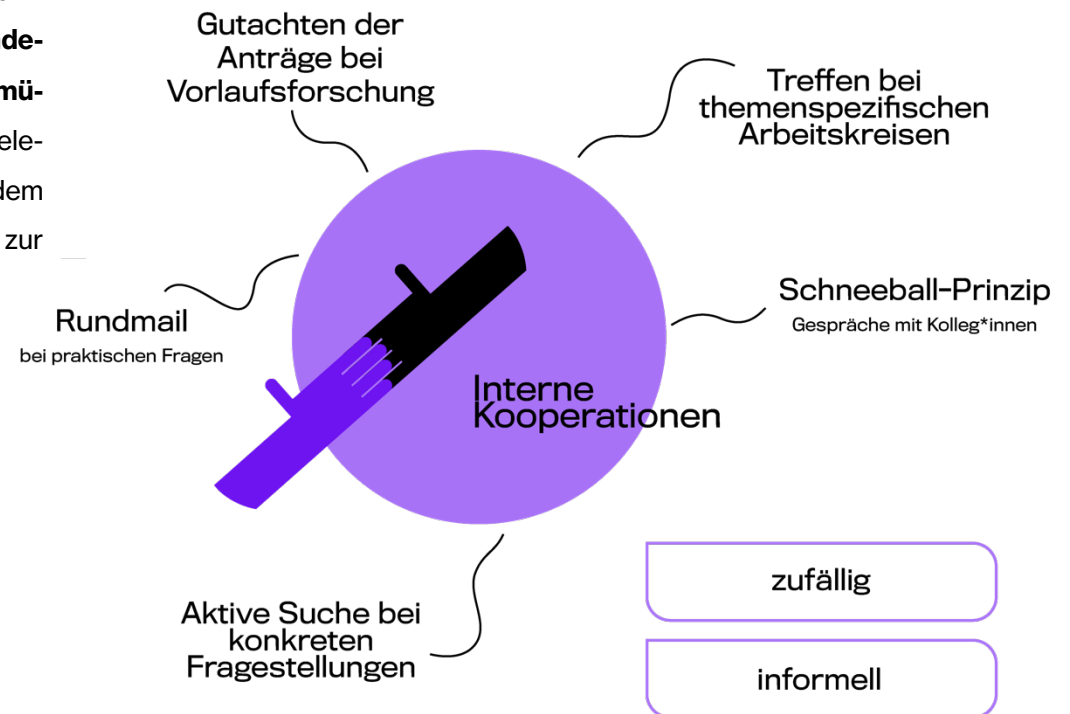 de-
mü-
ele-
dem
zur
Gutachten der
Anträge bei
Vorlaufsforschung
Treffen bei
themenspezifischen
Arbeitskreisen
Rundmail
bei praktischen Fragen
Schneeball-Prinzip
Gespräche mit Kolleg*innen
Interne
Kooperationen
Aktive Suche bei
konkreten
Fragestellungen
zufällig
informell